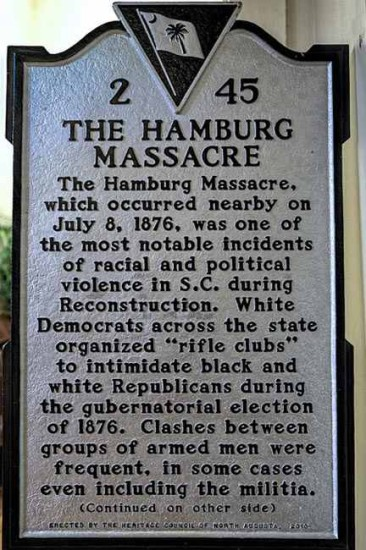 2 45
THE HAMBURG
MASSACRE
The Hamburg Massacre,
which occurred nearby on
July 8, 1876, was one of
the most notable incidents
of racial and political
violence in S.C. during
Reconstruction. White
Democrats across the state
organized “rifle clubs”
to intimidate black and
white Republicans during
the gubernatorial election
of 1876. Clashes between
groups of armed men were
frequent, in some cases
even including the militia.
(Continued on other side)
ERECTED BY THE HERITAGE COUNCIL OF NORTH AUGUSTA, 2010